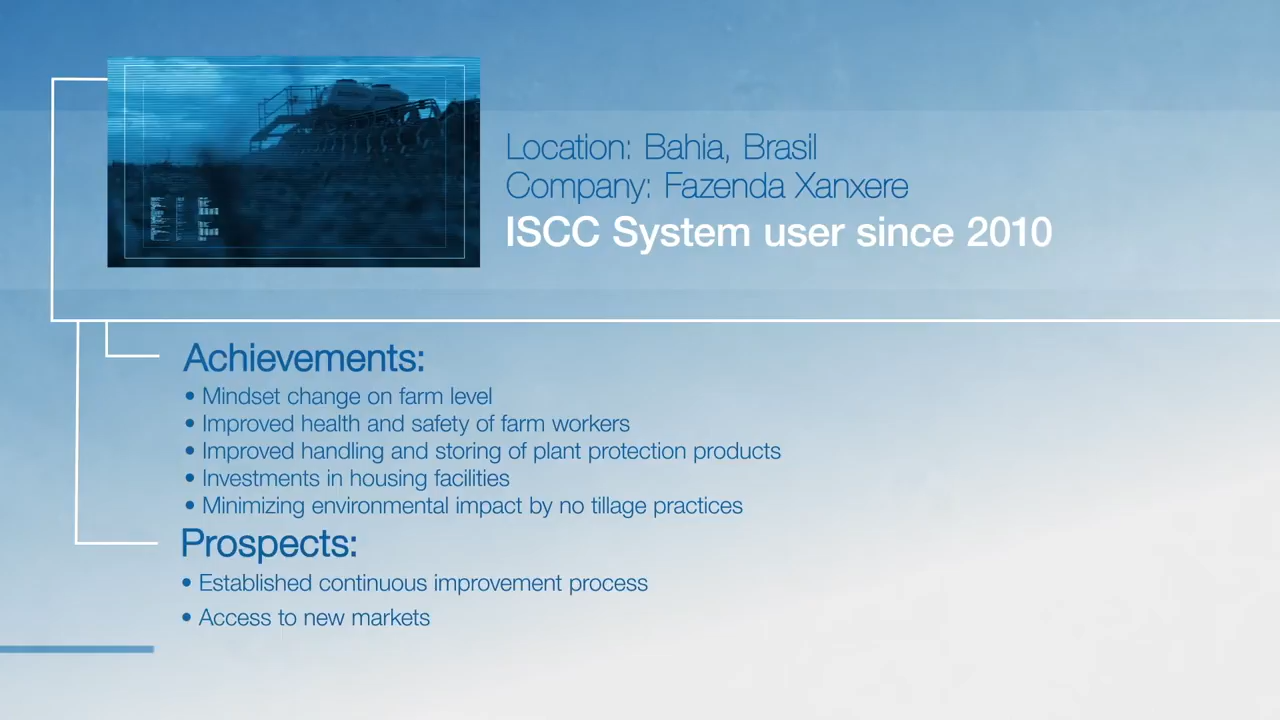 Location: Bahia, Brasil
Company: Fazenda Xanxere
ISCC System user since 2010
Achievements:
• Mindset change on farm level
• Improved health and safety of farm workers
• Improved handling and storing of plant protection products
• Investments in housing facilities
• Minimizing environmental impact by no tillage practices
Prospects:
• Established continuous improvement process
• Access to new markets